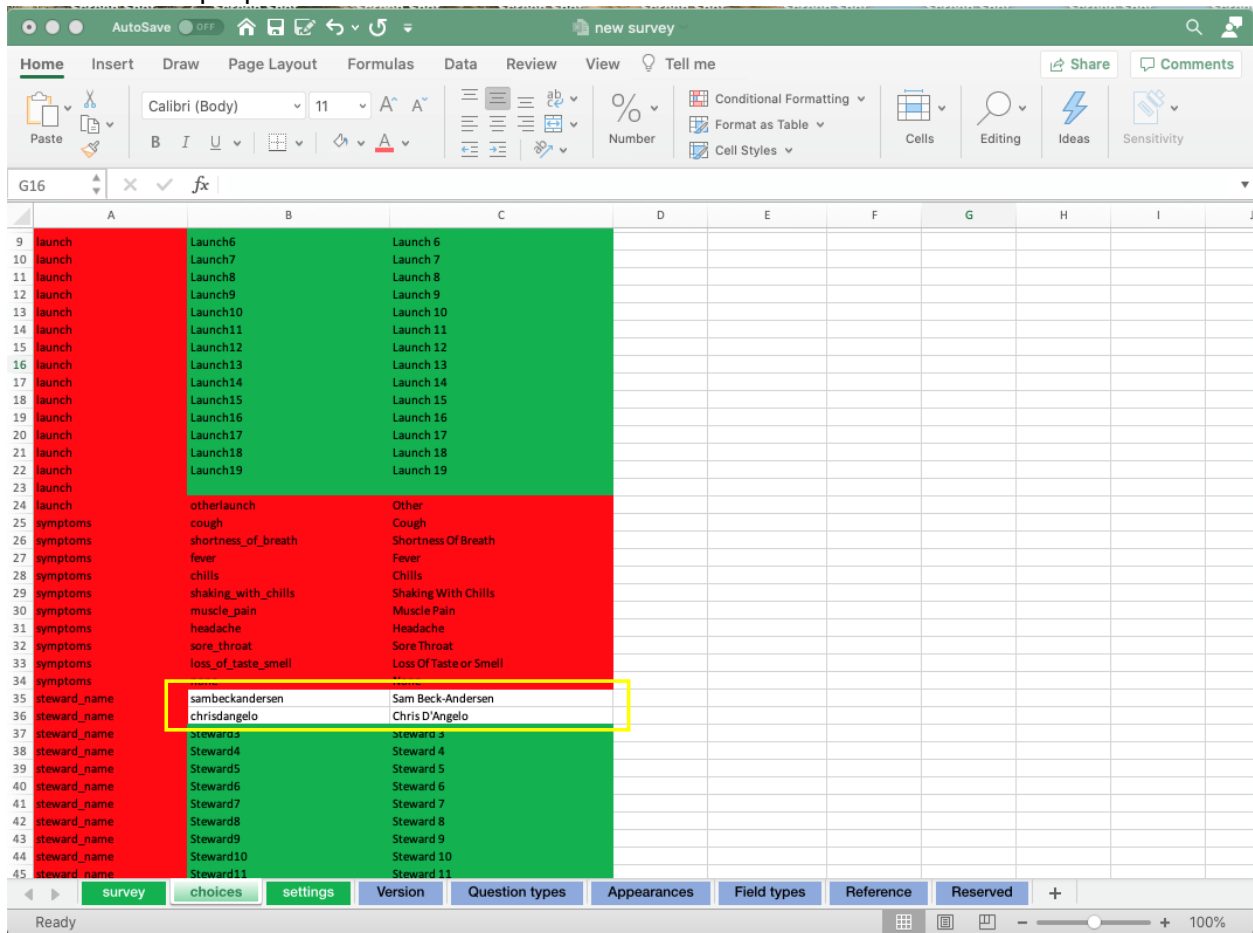 AutoSave OFF new survey
Home Insert Draw Page Layout Formulas Data Review View Tell me Share Comments
Paste Calibri (Body) 11 A^ A˅ Number Conditional Formatting Cells Editing Ideas Sensitivity
B I U A Format as Table
Cell Styles
G16 fx
A B C D E F G H I J
9 launch Launch6 Launch 6
10 launch Launch7 Launch 7
11 launch Launch8 Launch 8
12 launch Launch9 Launch 9
13 launch Launch10 Launch 10
14 launch Launch11 Launch 11
15 launch Launch12 Launch 12
16 launch Launch13 Launch 13
17 launch Launch14 Launch 14
18 launch Launch15 Launch 15
19 launch Launch16 Launch 16
20 launch Launch17 Launch 17
21 launch Launch18 Launch 18
22 launch Launch19 Launch 19
23 launch
24 launch otherlaunch Other
25 symptoms cough Cough
26 symptoms shortness_of_breath Shortness Of Breath
27 symptoms fever Fever
28 symptoms chills Chills
29 symptoms shaking_with_chills Shaking With Chills
30 symptoms muscle_pain Muscle Pain
31 symptoms headache Headache
32 symptoms sore_throat Sore Throat
33 symptoms loss_of_taste_smell Loss Of Taste or Smell
34 symptoms none None
35 steward_name sambeckandersen Sam Beck-Andersen
36 steward_name chrisdangelo Chris D'Angelo
37 steward_name Steward3 Steward 3
38 steward_name Steward4 Steward 4
39 steward_name Steward5 Steward 5
40 steward_name Steward6 Steward 6
41 steward_name Steward7 Steward 7
42 steward_name Steward8 Steward 8
43 steward_name Steward9 Steward 9
44 steward_name Steward10 Steward 10
45 steward_name Steward11 Steward 11
survey choices settings Version Question types Appearances Field types Reference Reserved +
Ready 100%